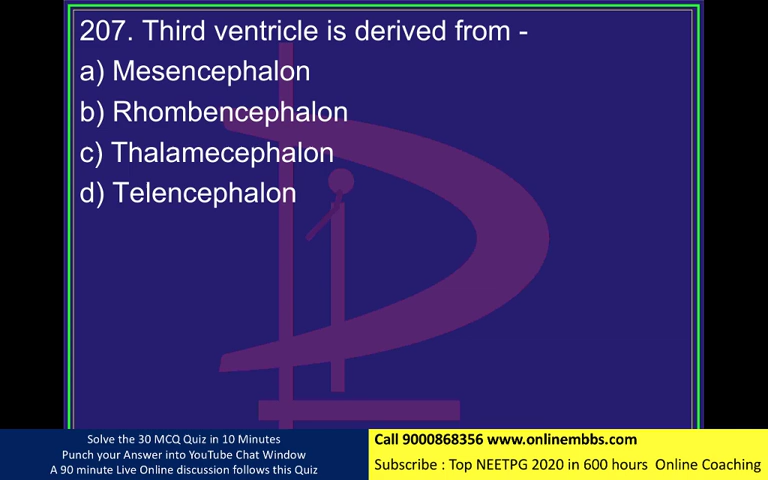 207. Third ventricle is derived from -
a) Mesencephalon
b) Rhombencephalon
c) Thalamecephalon
d) Telencephalon
Solve the 30 MCQ Quiz in 10 Minutes
Punch your Answer into YouTube Chat Window
A 90 minute Live Online discussion follows this Quiz
Call 9000868356 www.onlinembbs.com
Subscribe : Top NEETPG 2020 in 600 hours Online Coaching